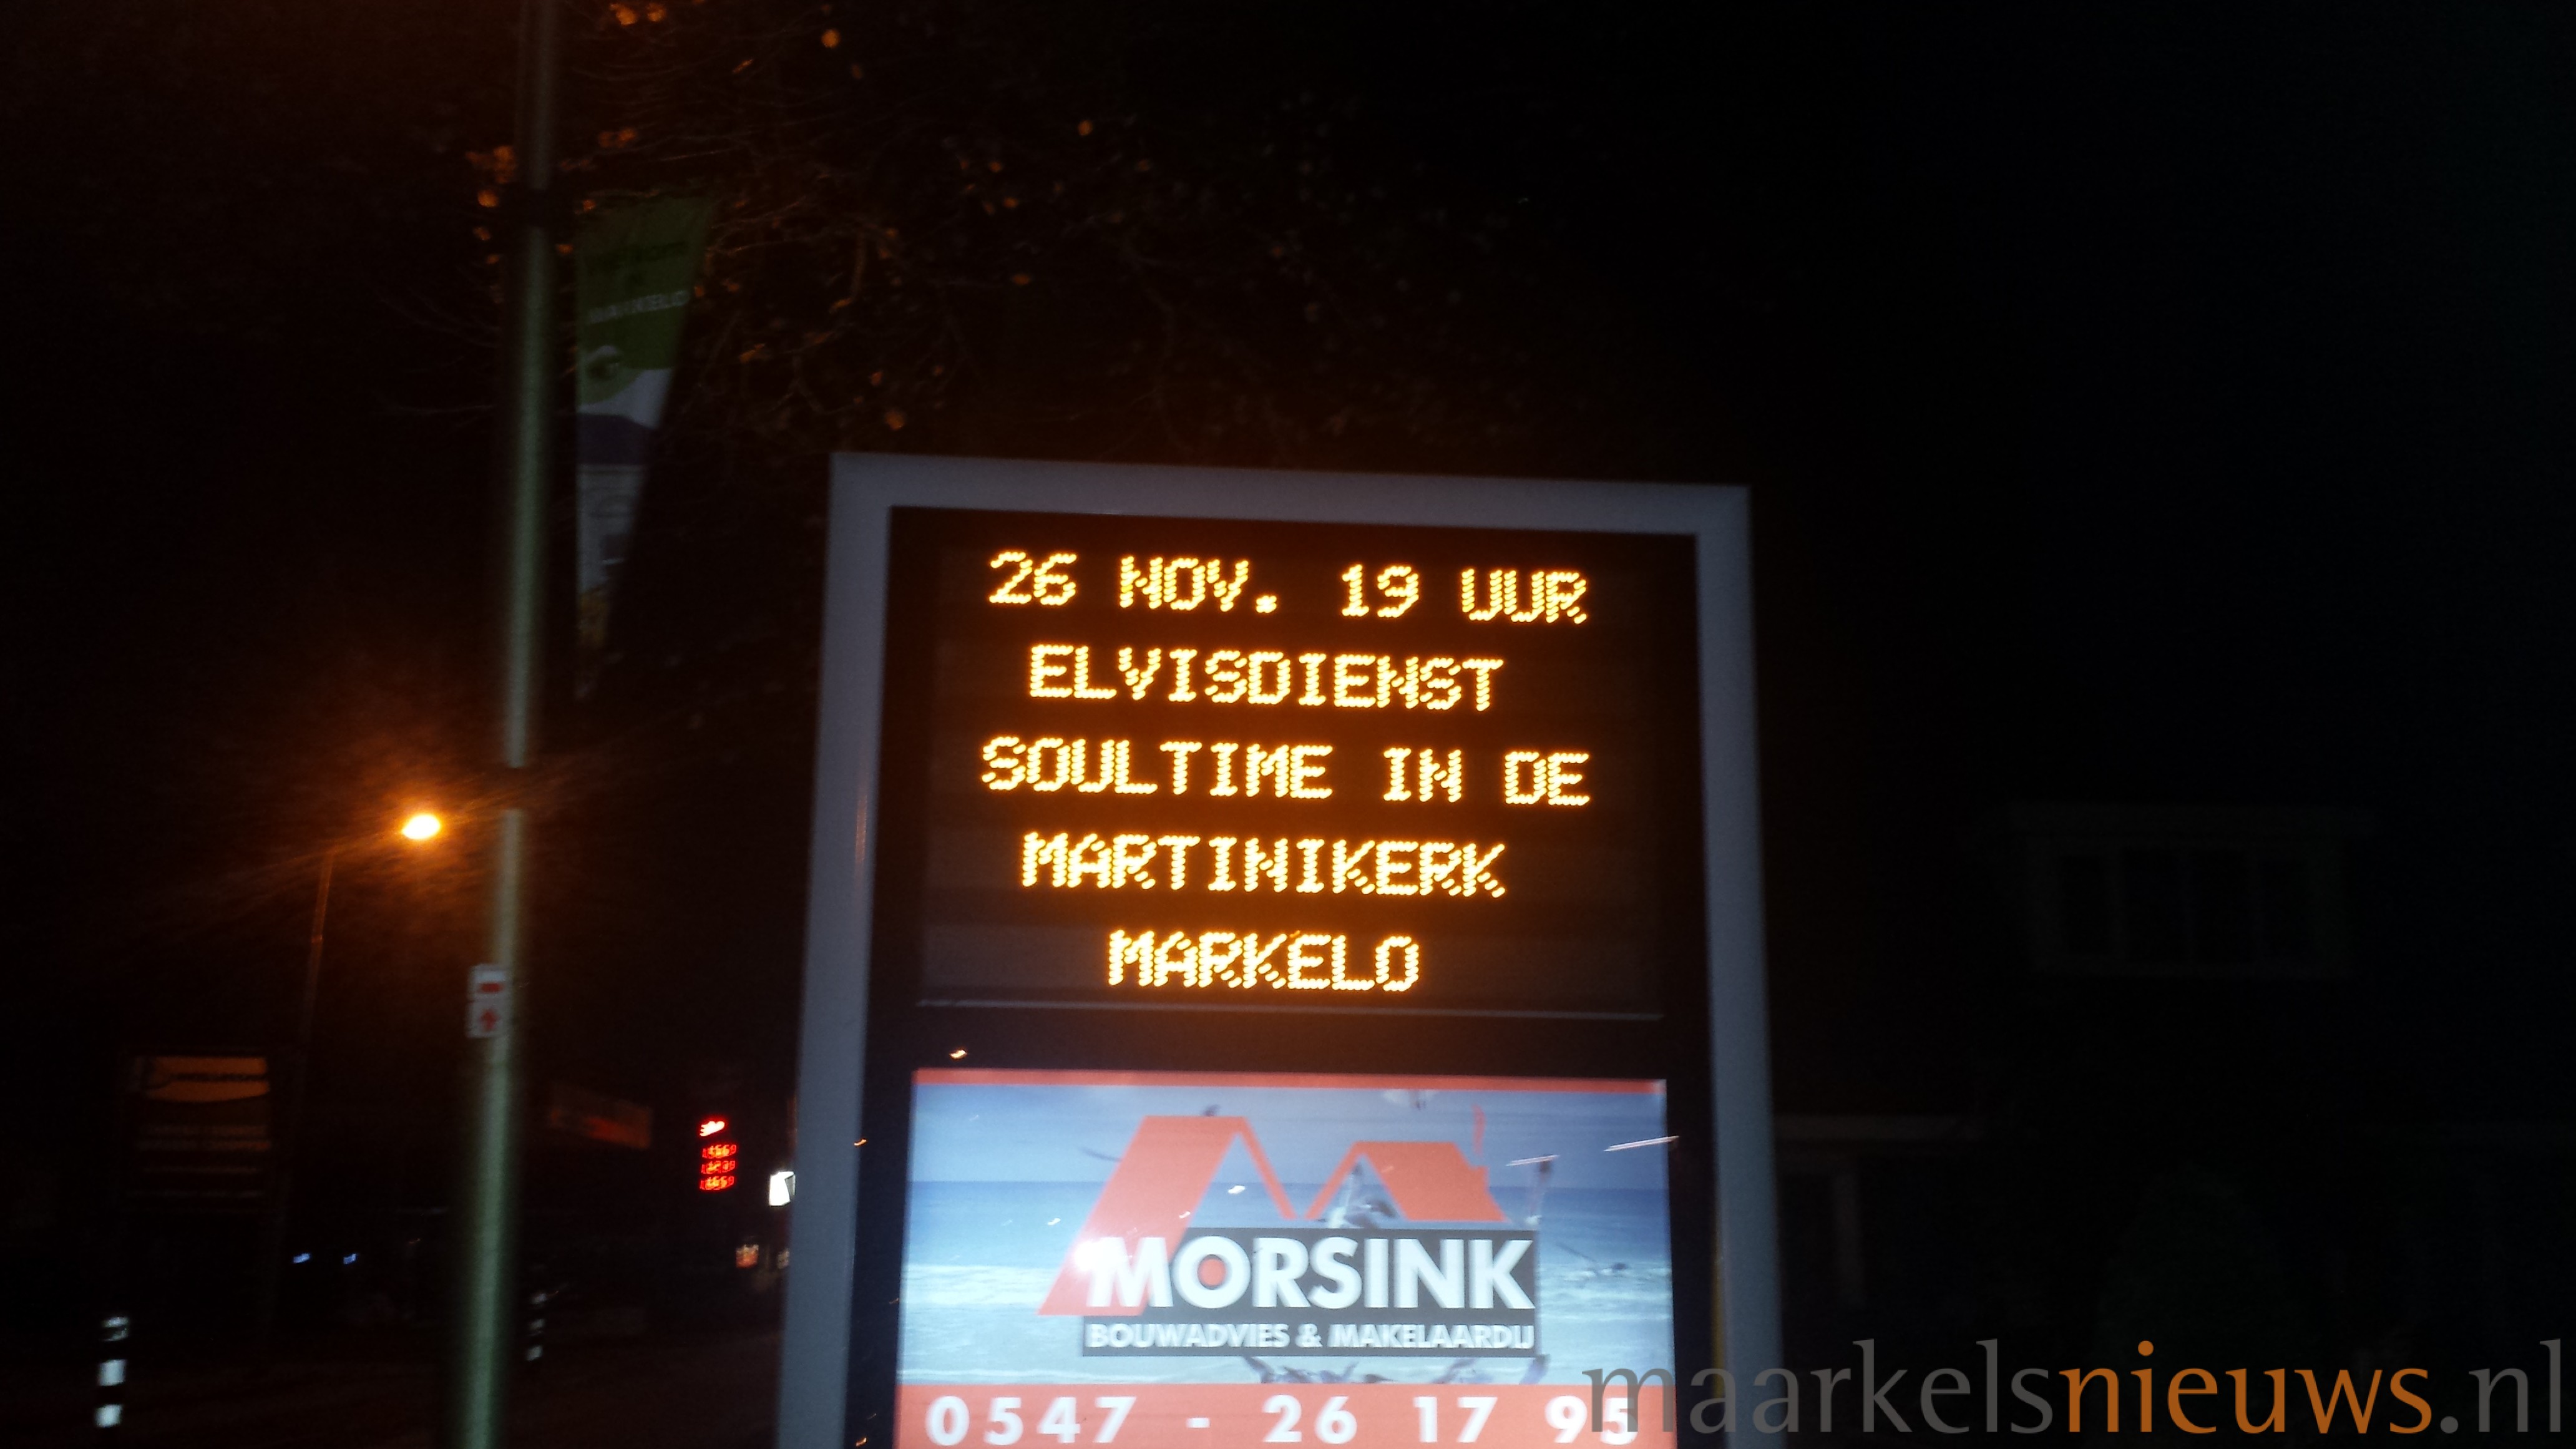 MARKELO
26 NOV. 19 UUR
ELVISDIENST
SOULTIME IN DE
MARTINIKERK
MARKELO
MORSINK
BOUWADVIES & MAKELAARDIJ
0547 - 26 17 95
maarkelsnieuws.nl